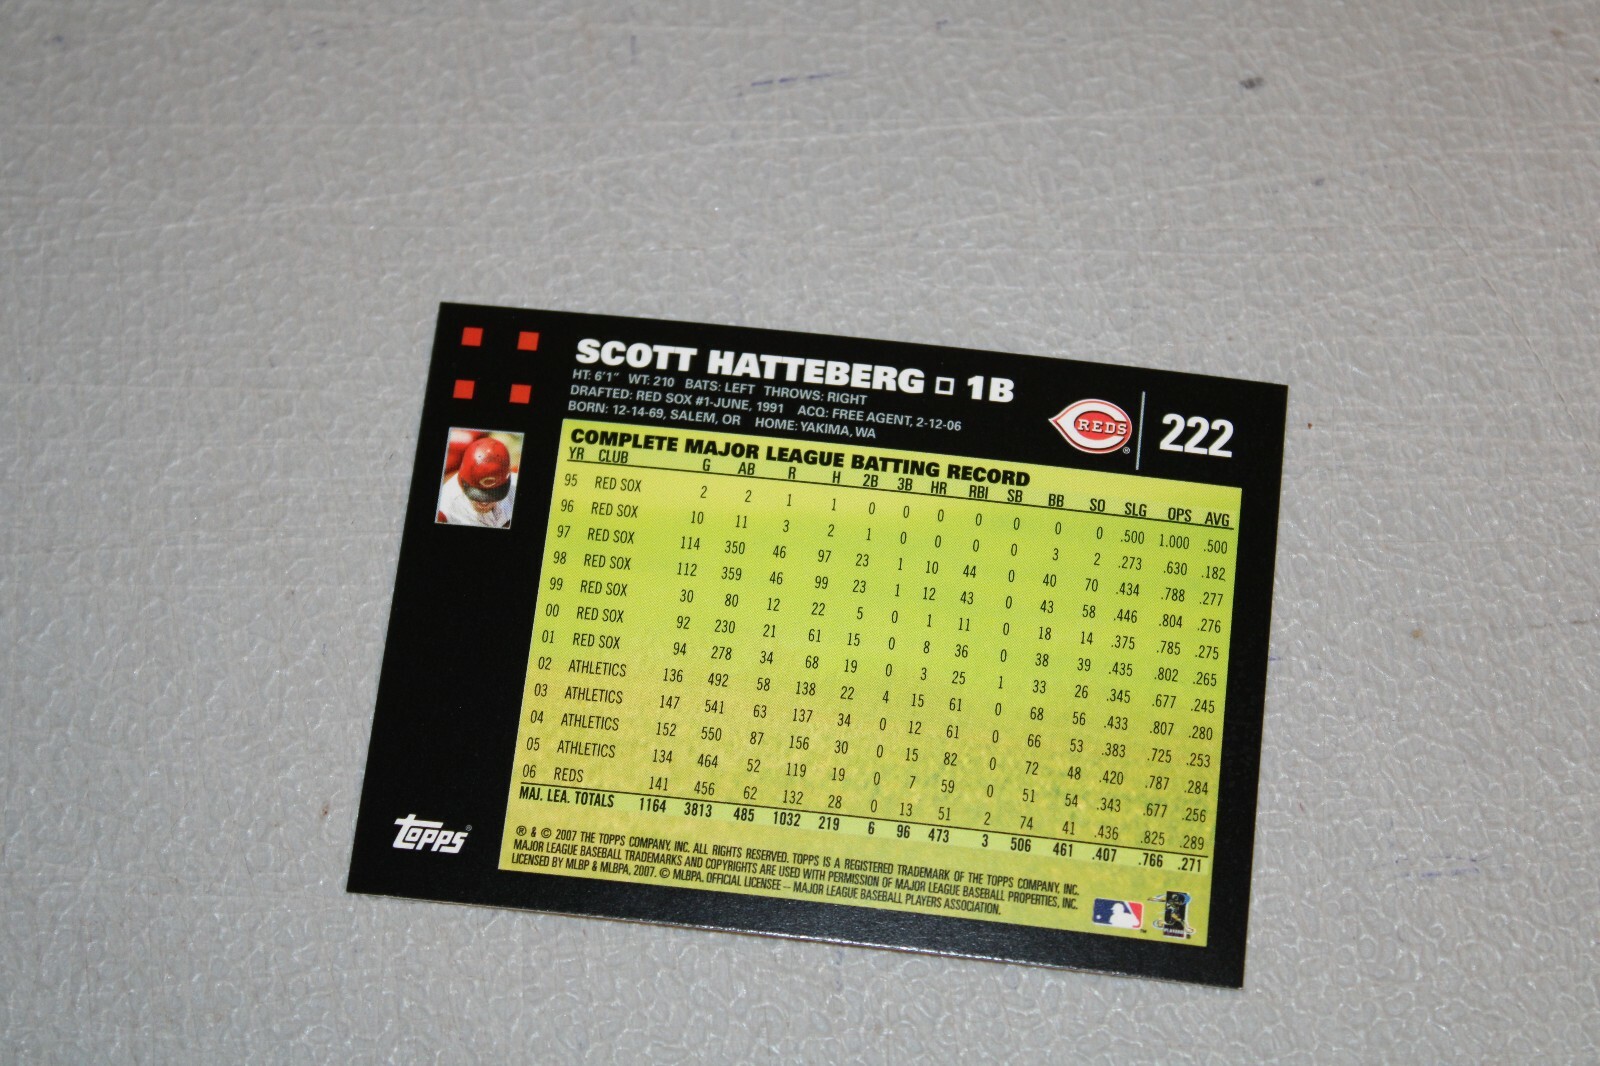 SCOTT HATTEBERG 1B
HT: 6'1" WT: 210 BATS: LEFT THROWS: RIGHT
DRAFTED: RED SOX #1-JUNE, 1991 ACQ: FREE AGENT, 2-12-06
BORN: 12-14-69, SALEM, OR HOME: YAKIMA, WA
REDS
222
COMPLETE MAJOR LEAGUE BATTING RECORD
YR CLUB G AB R H 2B 3B HR RBI SB BB SO SLG OPS AVG
95 RED SOX 2 2 1 1 0 0 0 0 0 0 0 .500 1.000 .500
96 RED SOX 10 11 3 2 1 0 0 0 0 3 2 .273 .630 .182
97 RED SOX 114 350 46 97 23 1 10 44 0 40 70 .434 .788 .277
98 RED SOX 112 359 46 99 23 1 12 43 0 43 58 .446 .804 .276
99 RED SOX 30 80 12 22 5 0 1 11 0 18 14 .375 .785 .275
00 RED SOX 92 230 21 61 15 0 8 36 0 38 39 .435 .802 .265
01 RED SOX 94 278 34 68 19 0 3 25 1 33 26 .345 .677 .245
02 ATHLETICS 136 492 58 138 22 4 15 61 0 68 56 .433 .807 .280
03 ATHLETICS 147 541 63 137 34 0 12 61 0 66 53 .383 .725 .253
04 ATHLETICS 152 550 87 156 30 0 15 82 0 72 48 .420 .787 .284
05 ATHLETICS 134 464 52 119 19 0 7 59 0 51 54 .343 .677 .256
06 REDS 141 456 62 132 28 0 13 51 2 74 41 .436 .825 .289
MAJ. LEA. TOTALS 1164 3813 485 1032 219 6 96 473 3 506 461 .407 .766 .271
® & © 2007 THE TOPPS COMPANY, INC. ALL RIGHTS RESERVED. TOPPS IS A REGISTERED TRADEMARK OF THE TOPPS COMPANY, INC.
MAJOR LEAGUE BASEBALL TRADEMARKS AND COPYRIGHTS ARE USED WITH PERMISSION OF MAJOR LEAGUE BASEBALL PROPERTIES, INC.
LICENSED BY MLBP & MLBPA, 2007. © MLBPA. OFFICIAL LICENSEE – MAJOR LEAGUE BASEBALL PLAYERS ASSOCIATION.
topps®